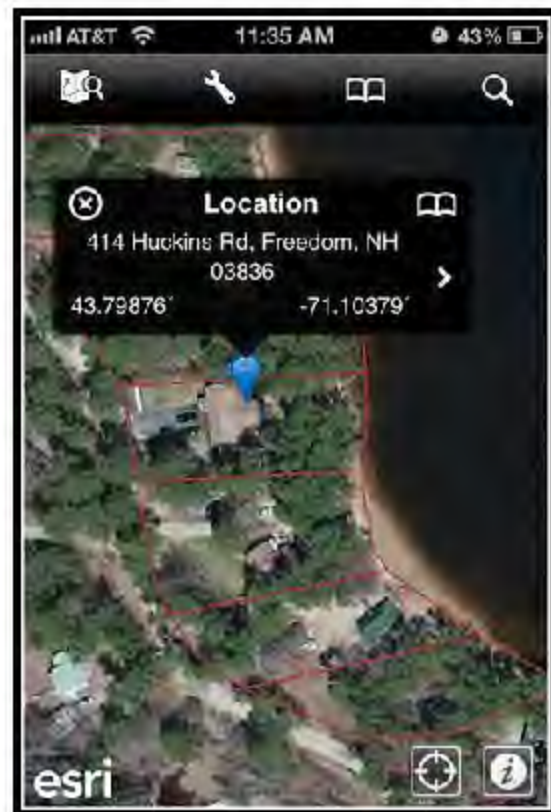 AT&T 11:35 AM 43%
Location
414 Huckins Rd, Freedom, NH
03836
43.79876° -71.10379°
esri